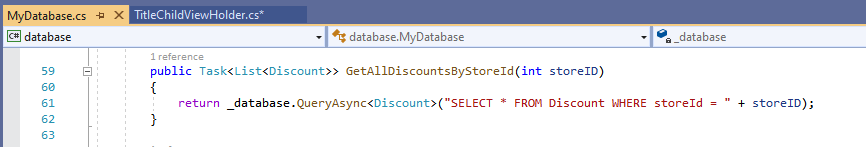 MyDatabase.cs TitleChildViewHolder.cs*
C# database database.MyDatabase _database
1 reference
59 public Task<List<Discount>> GetAllDiscountsByStoreId(int storeID)
60 {
61 return _database.QueryAsync<Discount>("SELECT * FROM Discount WHERE storeId = " + storeID);
62 }
63